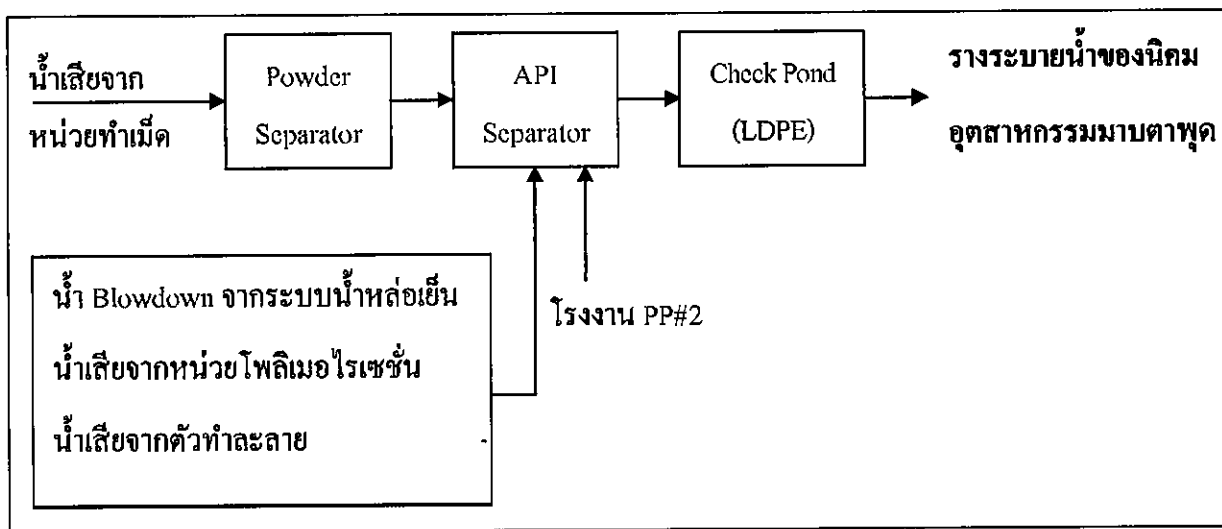 น้ำเสียจาก
หน่วยทำเม็ด
Powder
Separator
API
Separator
Check Pond
(LDPE)
รางระบายน้ำของนิคม
อุตสาหกรรมมาบตาพุด
น้ำ Blowdown จากระบบน้ำหล่อเย็น
น้ำเสียจากหน่วยโพลิเมอไรเซชั่น
น้ำเสียจากตัวทำละลาย
โรงงาน PP#2